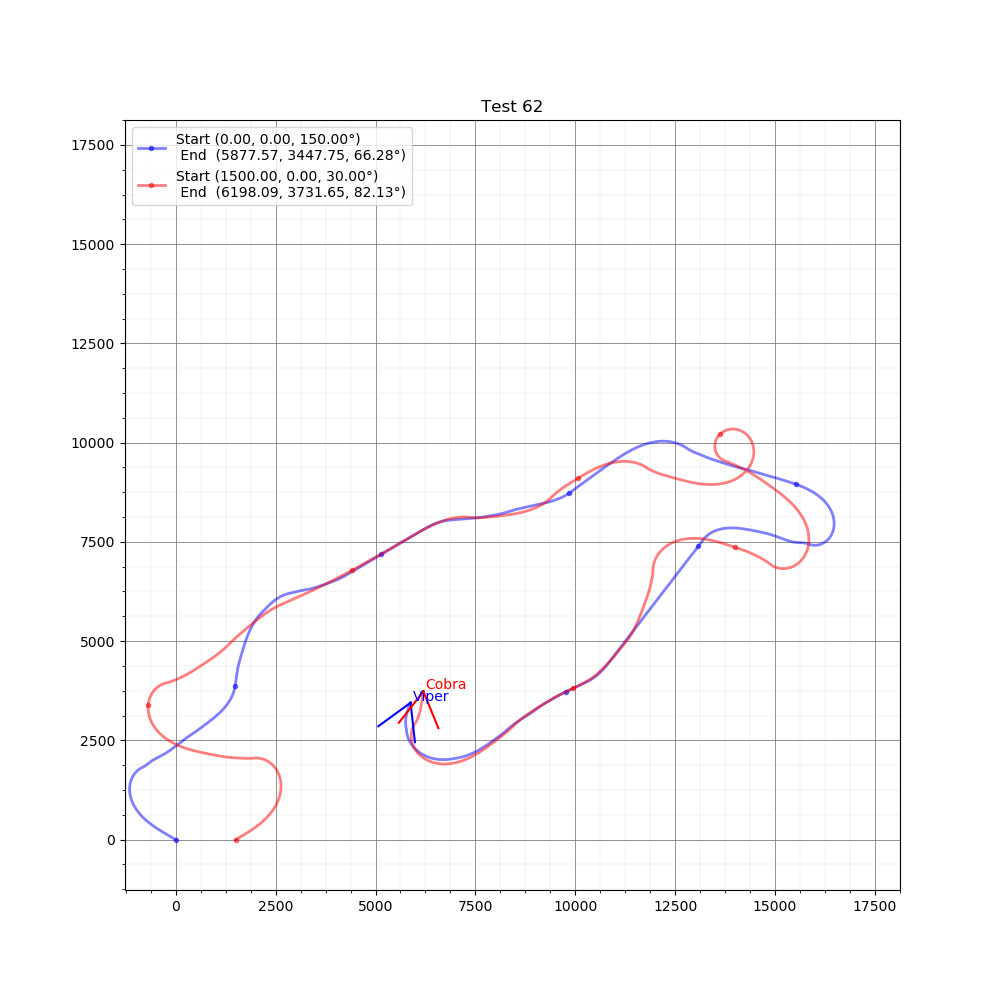 Test 62
Start (0.00, 0.00, 150.00°)
End (5877.57, 3447.75, 66.28°)
Start (1500.00, 0.00, 30.00°)
End (6198.09, 3731.65, 82.13°)
17500
15000
12500
10000
7500
5000
2500
0
Cobra
Viper
0 2500 5000 7500 10000 12500 15000 17500